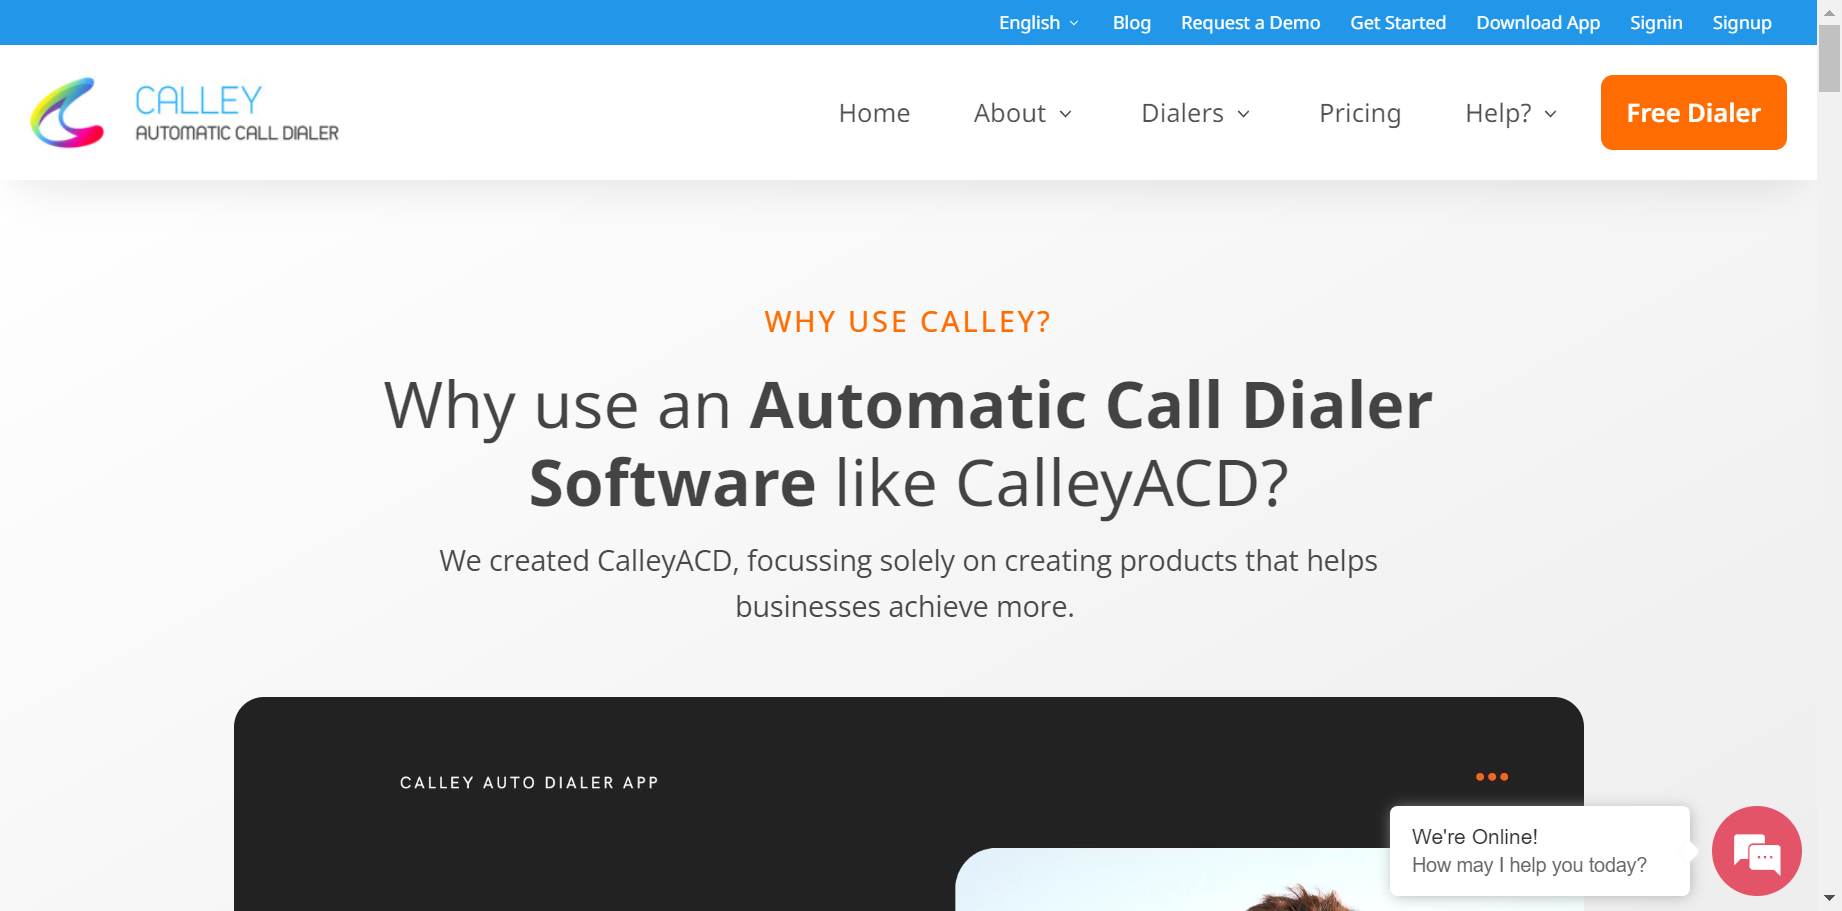 English Blog Request a Demo Get Started Download App Signin Signup
CALLEY
AUTOMATIC CALL DIALER
Home About Dialers Pricing Help? Free Dialer
WHY USE CALLEY?
Why use an Automatic Call Dialer
Software like CalleyACD?
We created CalleyACD, focussing solely on creating products that helps
businesses achieve more.
CALLEY AUTO DIALER APP
We're Online!
How may I help you today?